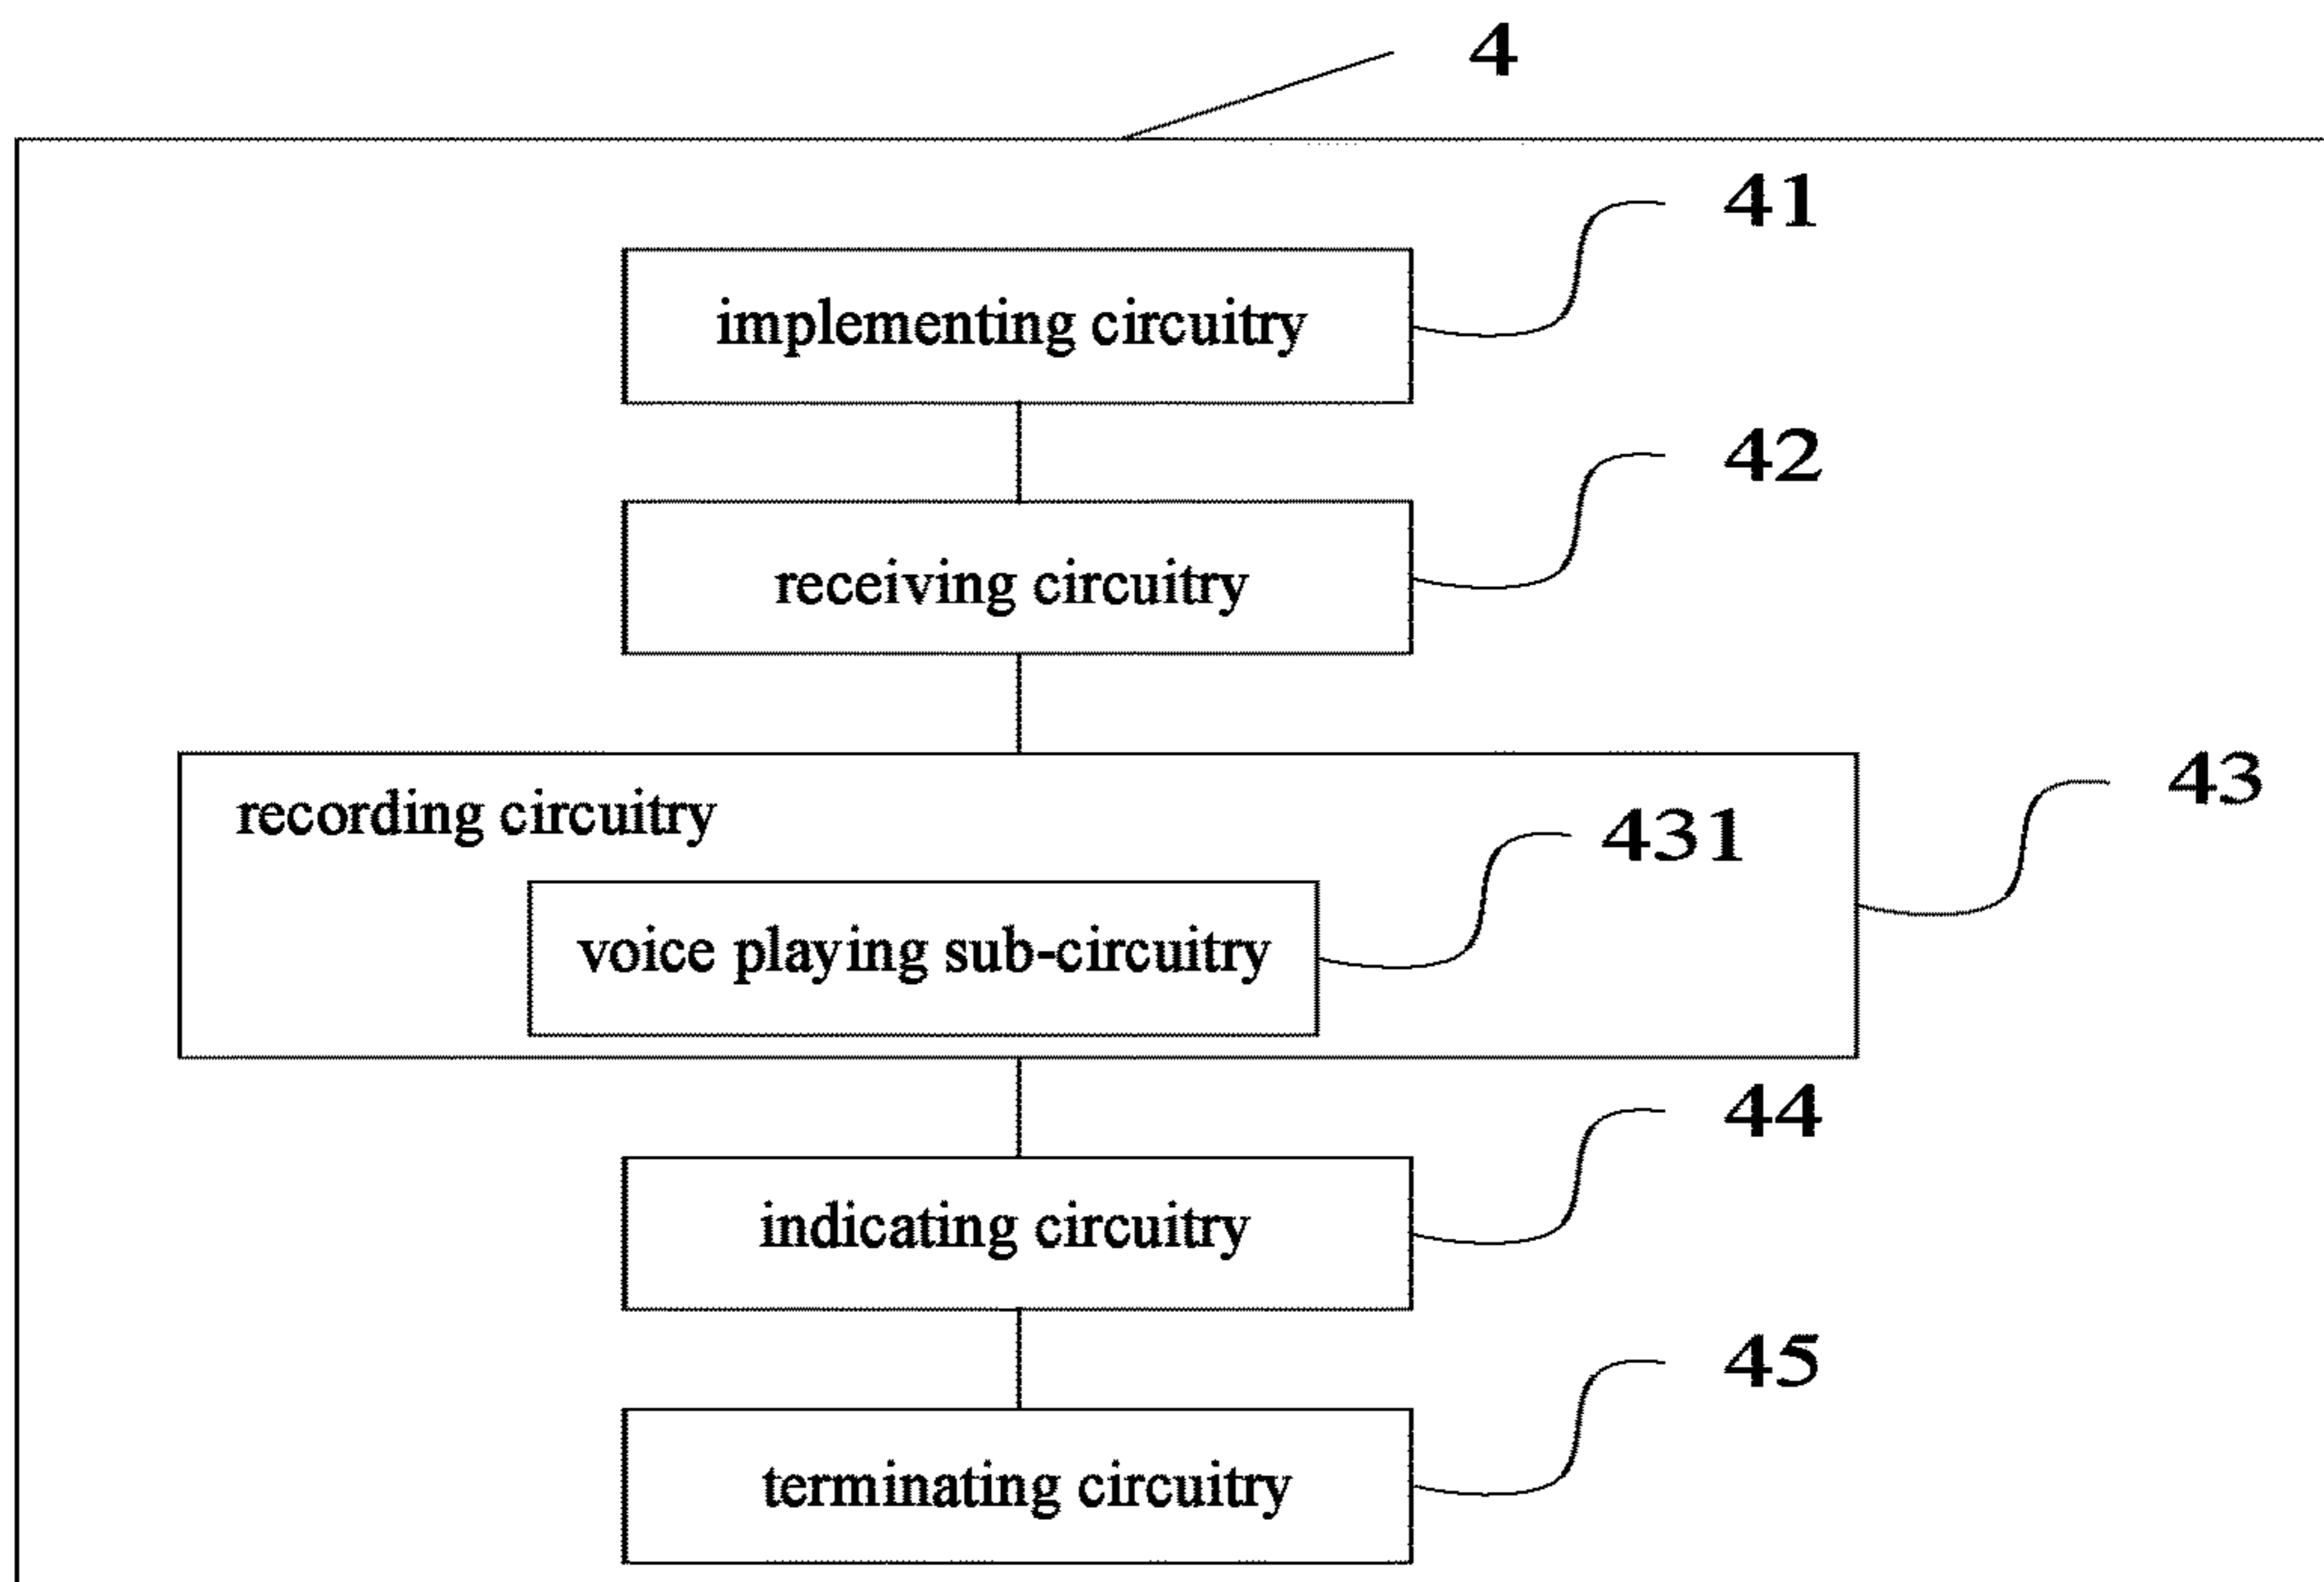 4
41
implementing circuitry
42
receiving circuitry
43
recording circuitry
431
voice playing sub-circuitry
44
indicating circuitry
45
terminating circuitry